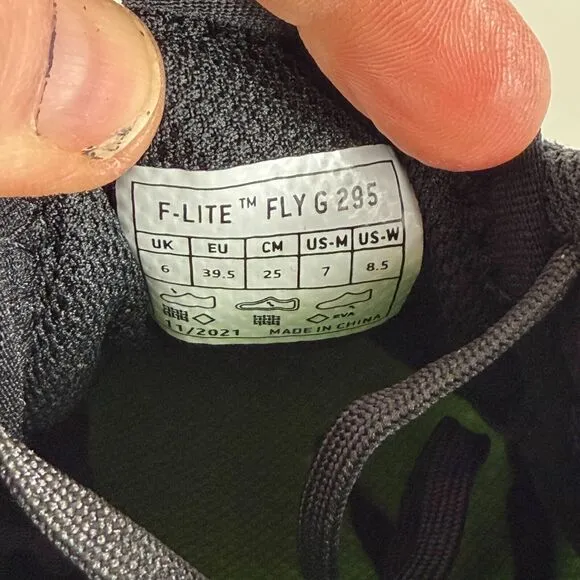 F-LITE™ FLY G 295
UK EU CM US-M US-W
6 39.5 25 7 8.5
EVA
11/2021 MADE IN CHINA